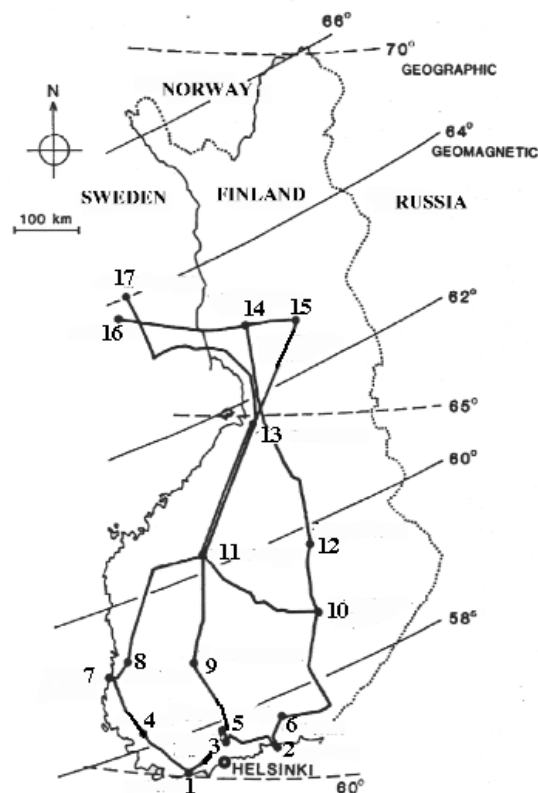 66°
70°
GEOGRAPHIC
NORWAY
N
64°
GEOMAGNETIC
SWEDEN
FINLAND
RUSSIA
100 km
17
16
14
15
62°
65°
13
60°
12
11
10
58°
7
8
9
4
5
6
3
2
1
HELSINKI
60°